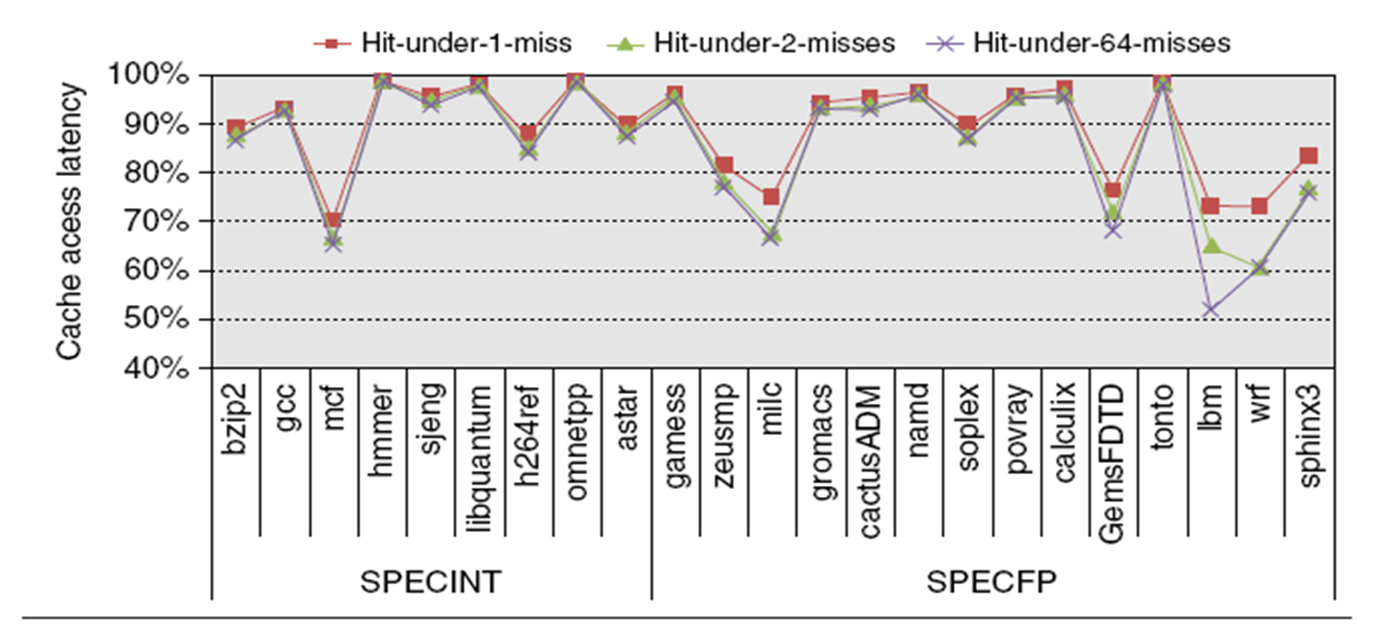 Hit-under-1-miss Hit-under-2-misses Hit-under-64-misses
Cache acess latency
100%
90%
80%
70%
60%
50%
40%
bzip2
gcc
mcf
hmmer
sjeng
libquantum
h264ref
omnetpp
astar
gamess
zeusmp
milc
gromacs
cactusADM
namd
soplex
povray
calculix
GemsFDTD
tonto
lbm
wrf
sphinx3
SPECINT SPECFP